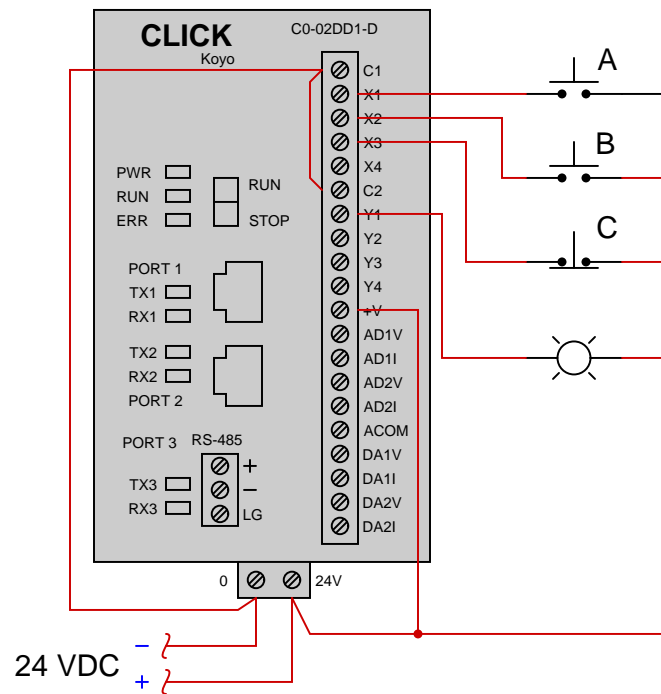 CLICK
Koyo
C0-02DD1-D
C1
X1
X2
X3
X4
C2
Y1
Y2
Y3
Y4
+V
AD1V
AD1I
AD2V
AD2I
ACOM
DA1V
DA1I
DA2V
DA2I
PWR
RUN
ERR
RUN
STOP
PORT 1
TX1
RX1
TX2
RX2
PORT 2
PORT 3 RS-485
TX3
RX3
+
−
LG
0
24V
24 VDC
−
+
A
B
C